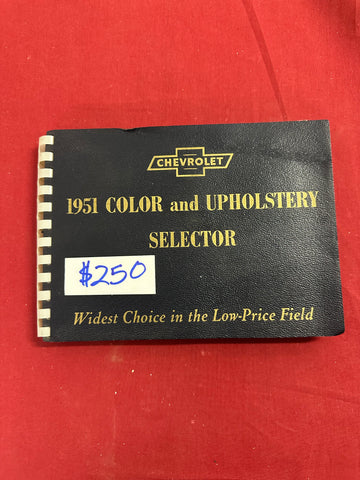 CHEVROLET
1951 COLOR and UPHOLSTERY
SELECTOR
$250
Widest Choice in the Low-Price Field